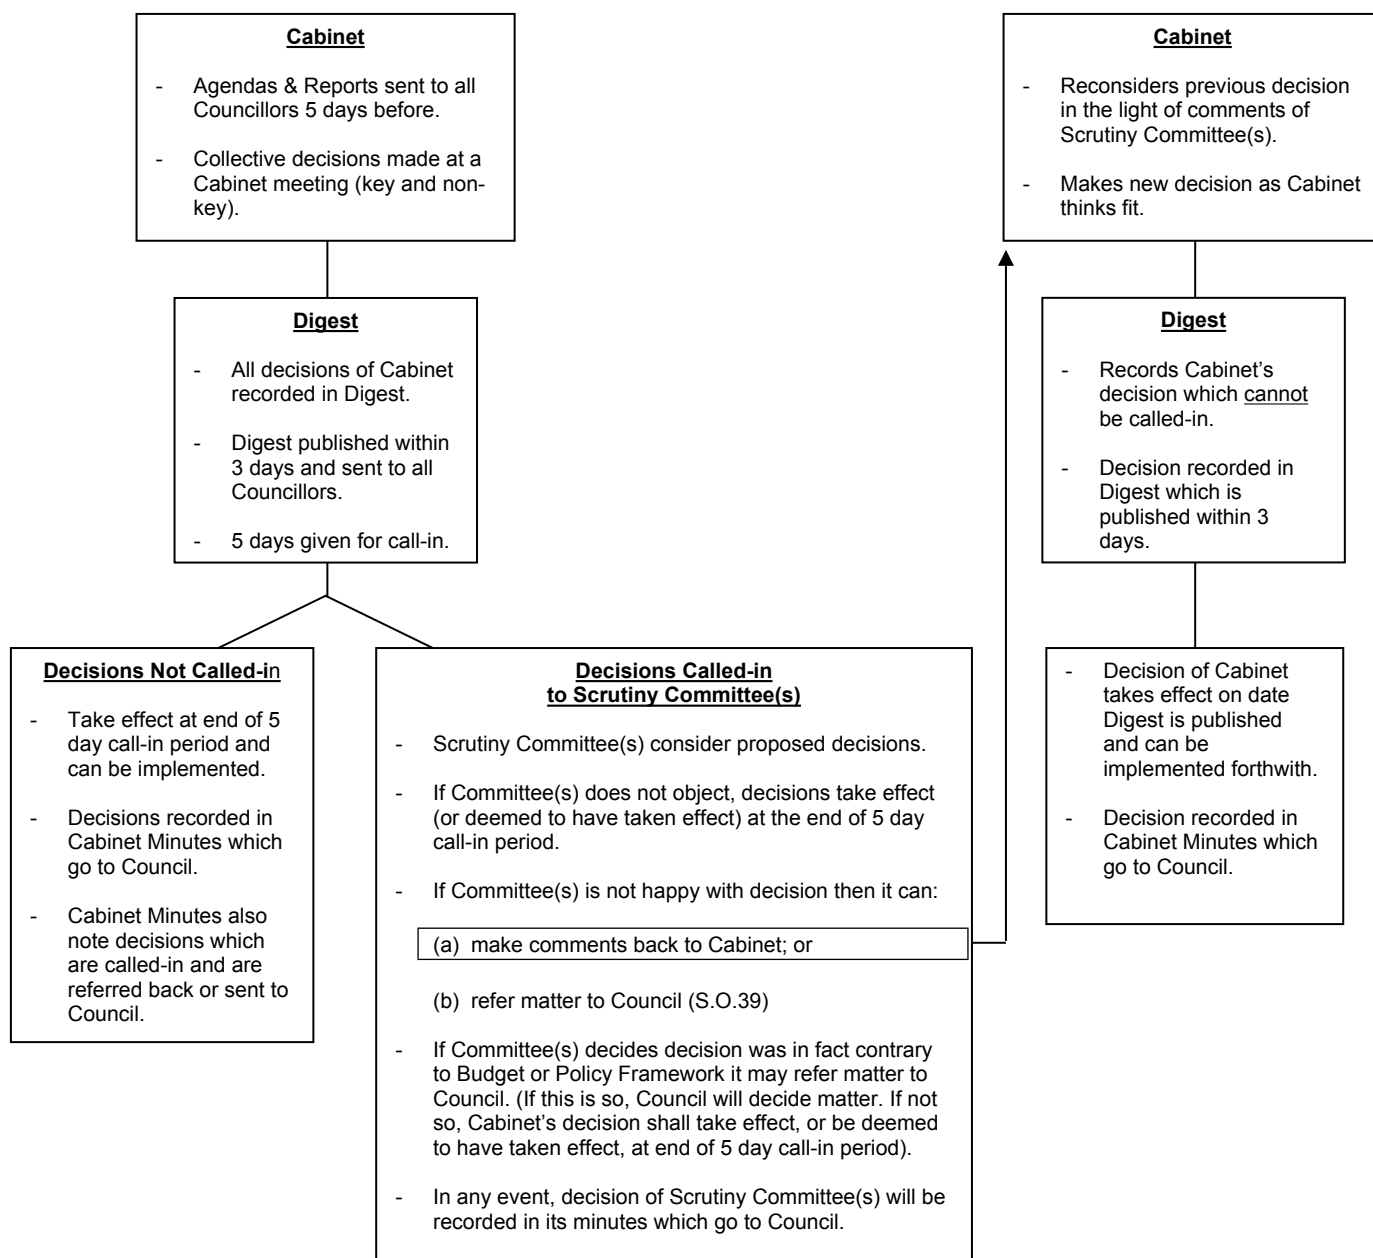 Cabinet
- Agendas & Reports sent to all
Councillors 5 days before.
- Collective decisions made at a
Cabinet meeting (key and non-
key).
Digest
- All decisions of Cabinet
recorded in Digest.
- Digest published within
3 days and sent to all
Councillors.
- 5 days given for call-in.
Decisions Not Called-in
- Take effect at end of 5
day call-in period and
can be implemented.
- Decisions recorded in
Cabinet Minutes which
go to Council.
- Cabinet Minutes also
note decisions which
are called-in and are
referred back or sent to
Council.
Decisions Called-in
to Scrutiny Committee(s)
- Scrutiny Committee(s) consider proposed decisions.
- If Committee(s) does not object, decisions take effect
(or deemed to have taken effect) at the end of 5 day
call-in period.
- If Committee(s) is not happy with decision then it can:
(a) make comments back to Cabinet; or
(b) refer matter to Council (S.O.39)
- If Committee(s) decides decision was in fact contrary
to Budget or Policy Framework it may refer matter to
Council. (If this is so, Council will decide matter. If not
so, Cabinet’s decision shall take effect, or be deemed
to have taken effect, at end of 5 day call-in period).
- In any event, decision of Scrutiny Committee(s) will be
recorded in its minutes which go to Council.
Cabinet
- Reconsiders previous decision
in the light of comments of
Scrutiny Committee(s).
- Makes new decision as Cabinet
thinks fit.
Digest
- Records Cabinet’s
decision which cannot
be called-in.
- Decision recorded in
Digest which is
published within 3
days.
- Decision of Cabinet
takes effect on date
Digest is published
and can be
implemented forthwith.
- Decision recorded in
Cabinet Minutes which
go to Council.